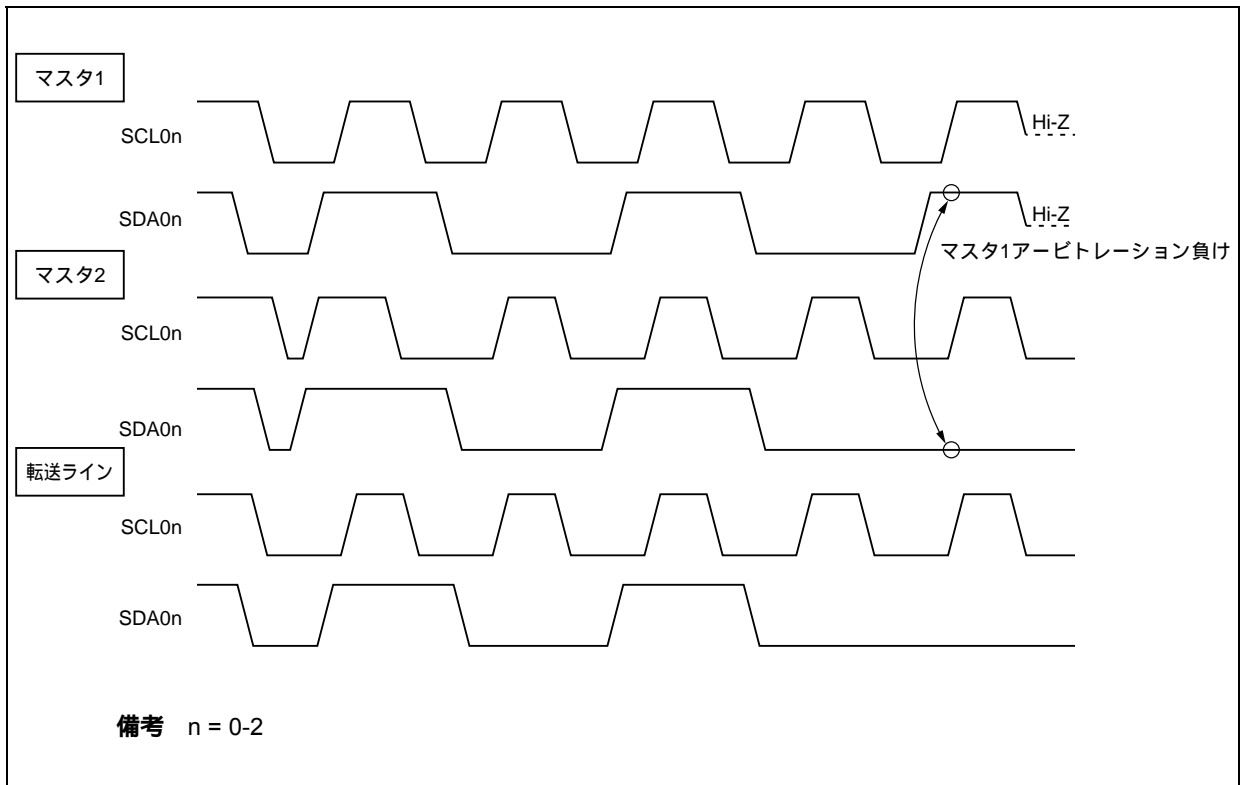 マスタ1
SCL0n
Hi-Z
SDA0n
Hi-Z
マスタ1アービトレーション負け
マスタ2
SCL0n
SDA0n
転送ライン
SCL0n
SDA0n
備考 n = 0-2